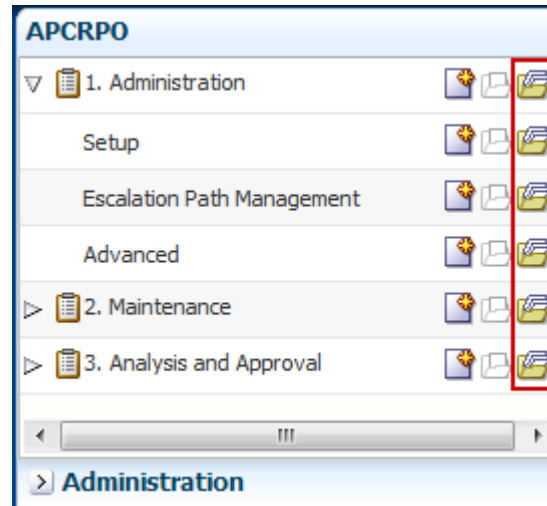 APCRPO
1. Administration
Setup
Escalation Path Management
Advanced
2. Maintenance
3. Analysis and Approval
Administration